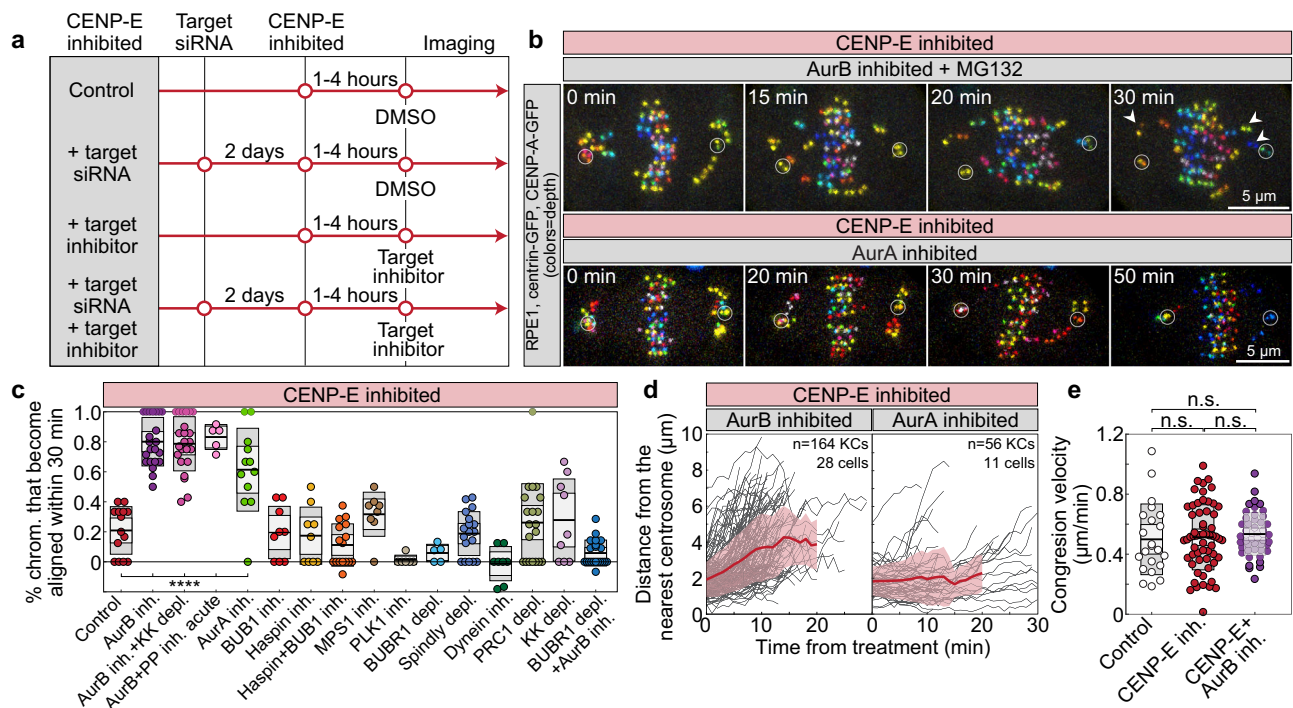 a
CENP-E
inhibited
Target
siRNA
CENP-E
inhibited
Imaging
Control
1-4 hours
DMSO
+ target
siRNA
2 days
1-4 hours
DMSO
+ target
inhibitor
1-4 hours
Target
inhibitor
+ target
siRNA
+ target
inhibitor
2 days
1-4 hours
Target
inhibitor
b
CENP-E inhibited
AurB inhibited + MG132
RPE1, centrin-GFP, CENP-A-GFP
(colors=depth)
0 min
15 min
20 min
30 min
5 µm
CENP-E inhibited
AurA inhibited
0 min
20 min
30 min
50 min
5 µm
c
CENP-E inhibited
% chrom. that become
aligned within 30 min
1.0
0.8
0.6
0.4
0.2
0
****
Control
AurB inh.
AurB inh.+KK depl.
AurB+PP inh. acute
AurA inh.
BUB1 inh.
Haspin inh.
Haspin+BUB1 inh.
MPS1 inh.
PLK1 inh.
BUBR1 depl.
Spindly depl.
Dynein inh.
PRC1 depl.
KK depl.
BUBR1 depl.
+AurB inh.
d
CENP-E inhibited
AurB inhibited
AurA inhibited
n=164 KCs
28 cells
n=56 KCs
11 cells
Distance from the
nearest centrosome (µm)
10
8
6
4
2
0
0
10
20
0
10
20
30
Time from treatment (min)
e
n.s.
n.s.
n.s.
Congression velocity
(µm/min)
1.2
0.8
0.4
0
Control
CENP-E inh.
CENP-E+
AurB inh.